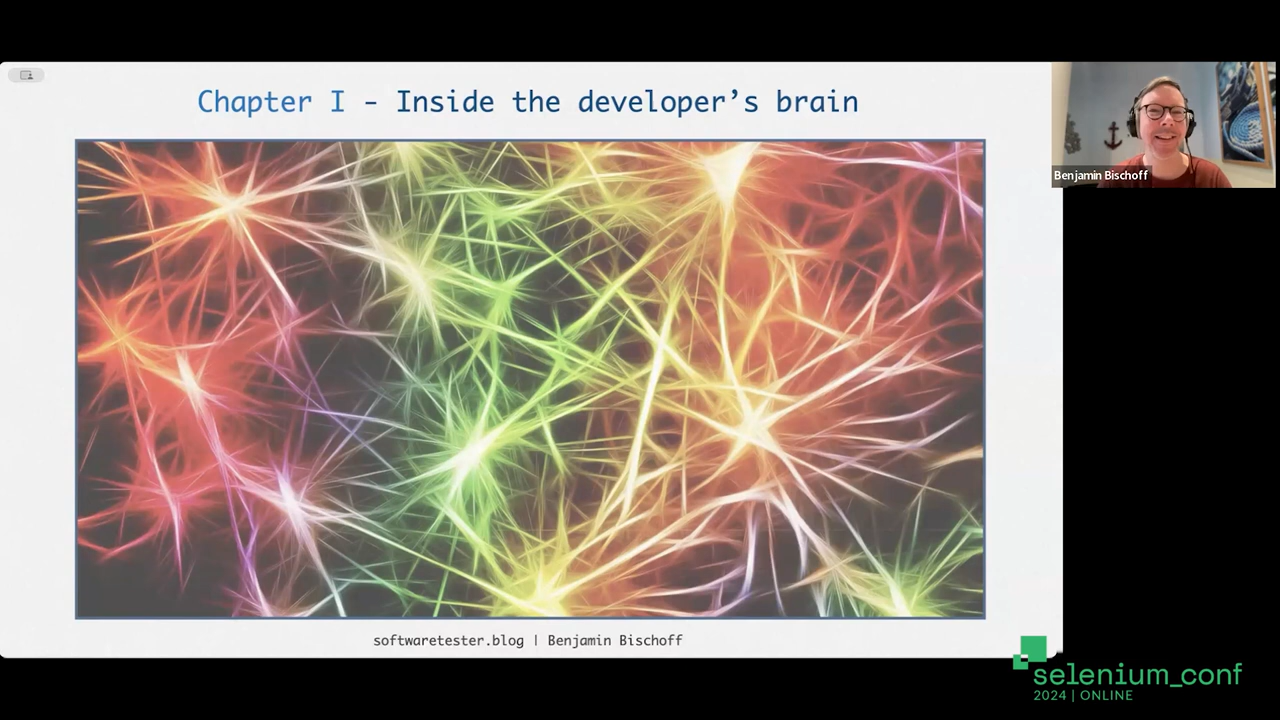 Chapter I - Inside the developer’s brain
Benjamin Bischoff
softwaretester.blog | Benjamin Bischoff
selenium_conf
2024 | ONLINE